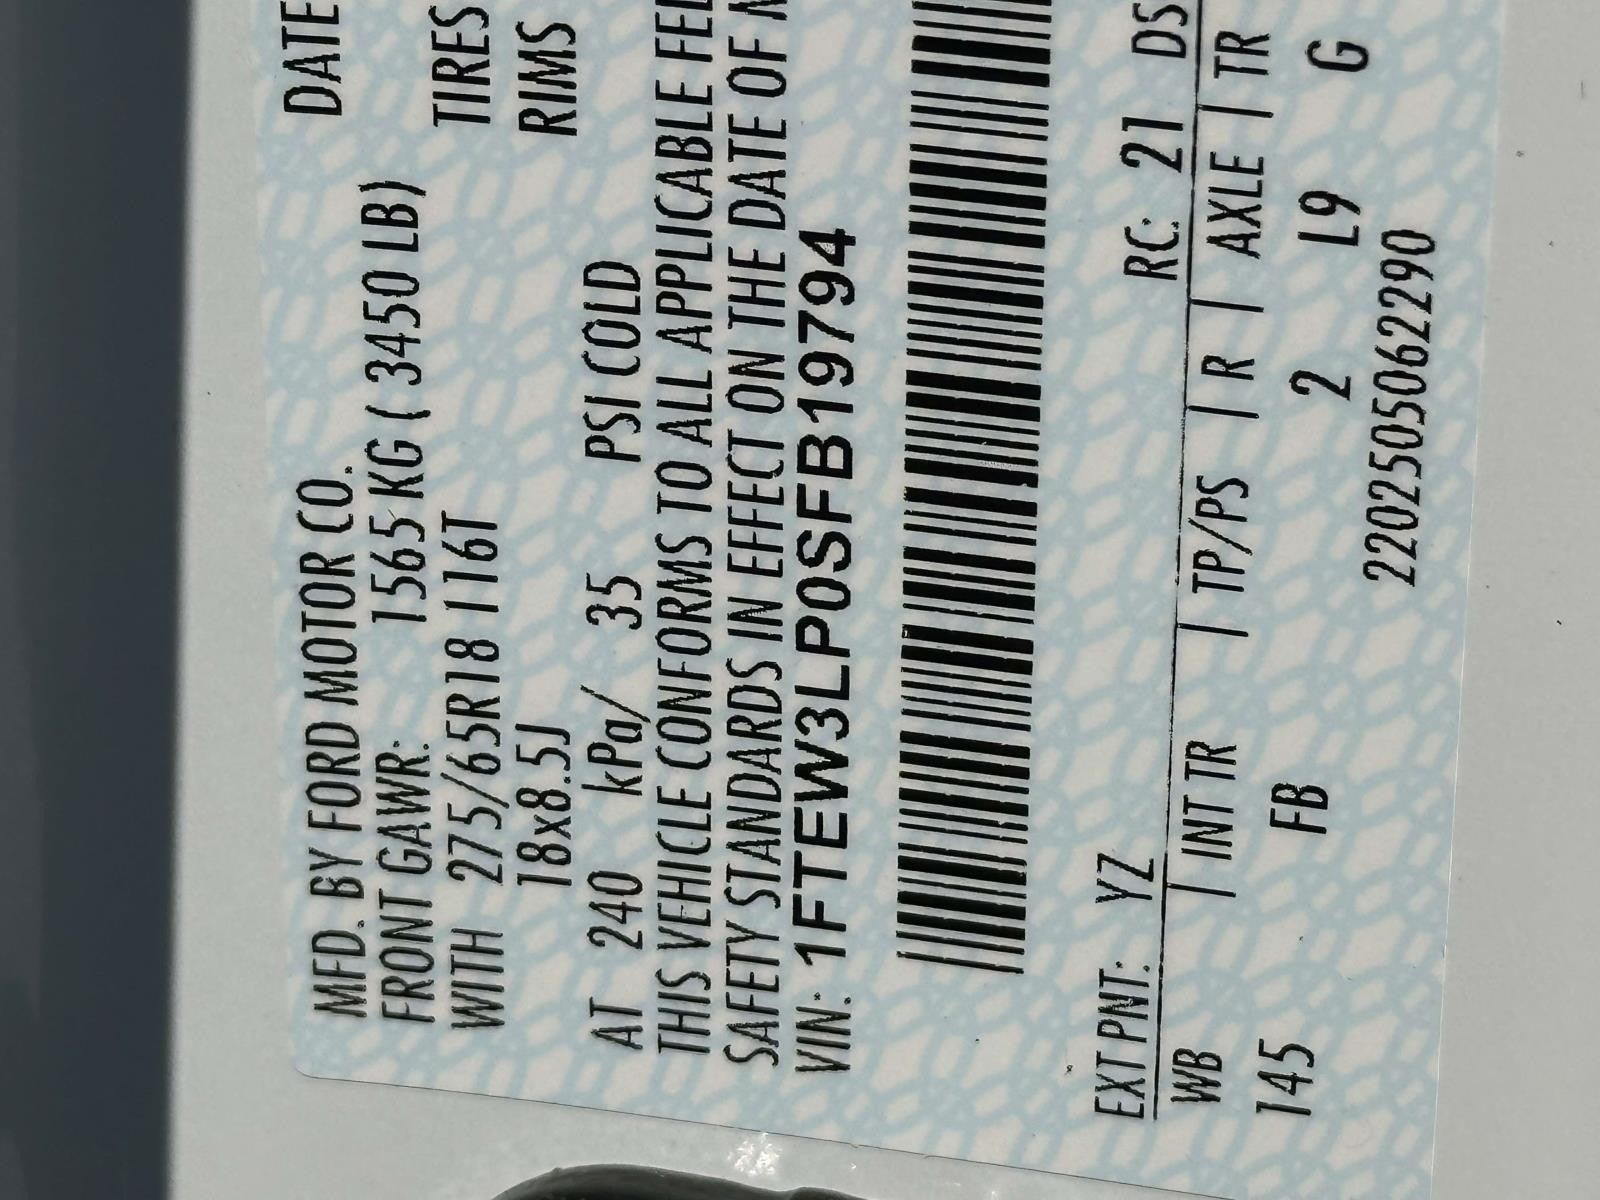 MFD. BY FORD MOTOR CO. DATE
FRONT GAWR: 1565 KG ( 3450 LB)
WITH 275/65R18 116T TIRES
18x8.5J RIMS
AT 240 kPa/ 35 PSI COLD
THIS VEHICLE CONFORMS TO ALL APPLICABLE
SAFETY STANDARDS IN EFFECT ON THE DATE OF
VIN: 1FTEW3LP0SFB19794
EXT PNT: YZ RC: 21 DS
WB | INT TR | TP/PS | R | AXLE | TR
145 FB 2 L9 G
2202505062290